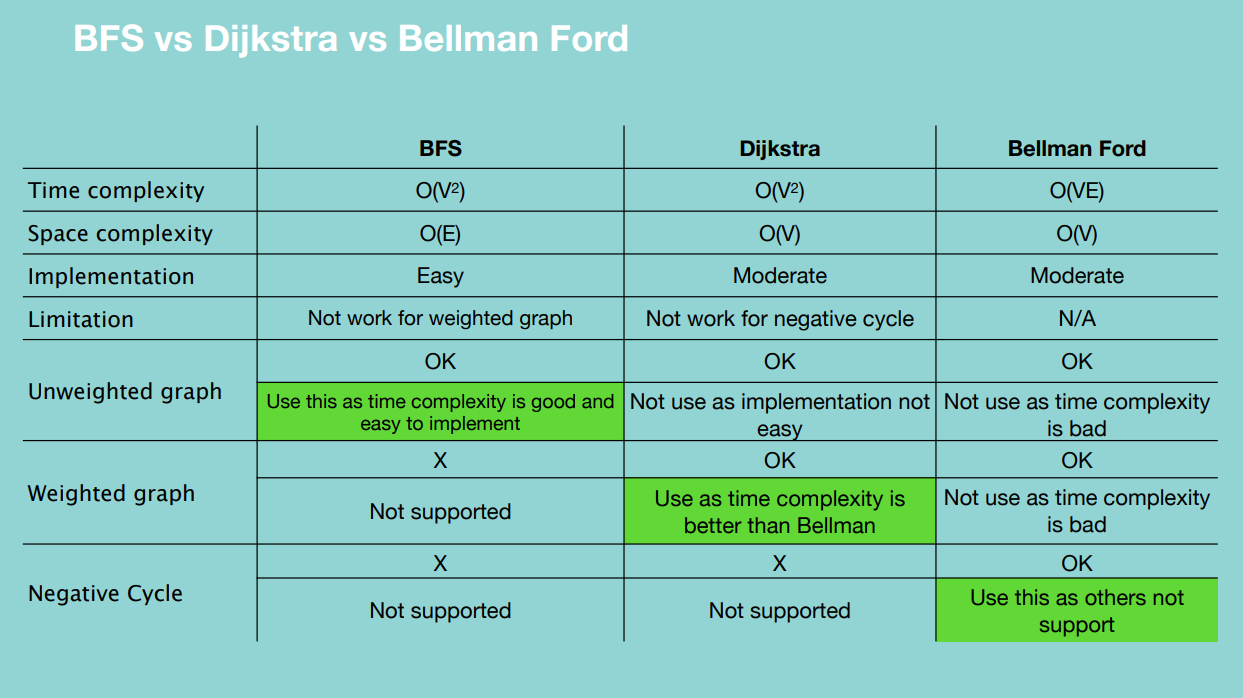 BFS vs Dijkstra vs Bellman Ford
BFS Dijkstra Bellman Ford
Time complexity O(V²) O(V²) O(VE)
Space complexity O(E) O(V) O(V)
Implementation Easy Moderate Moderate
Limitation Not work for weighted graph Not work for negative cycle N/A
Unweighted graph
OK OK OK
Use this as time complexity is good and
easy to implement
Not use as implementation not
easy
Not use as time complexity
is bad
Weighted graph
X OK OK
Not supported
Use as time complexity is
better than Bellman
Not use as time complexity
is bad
Negative Cycle
X X OK
Not supported
Not supported
Use this as others not
support